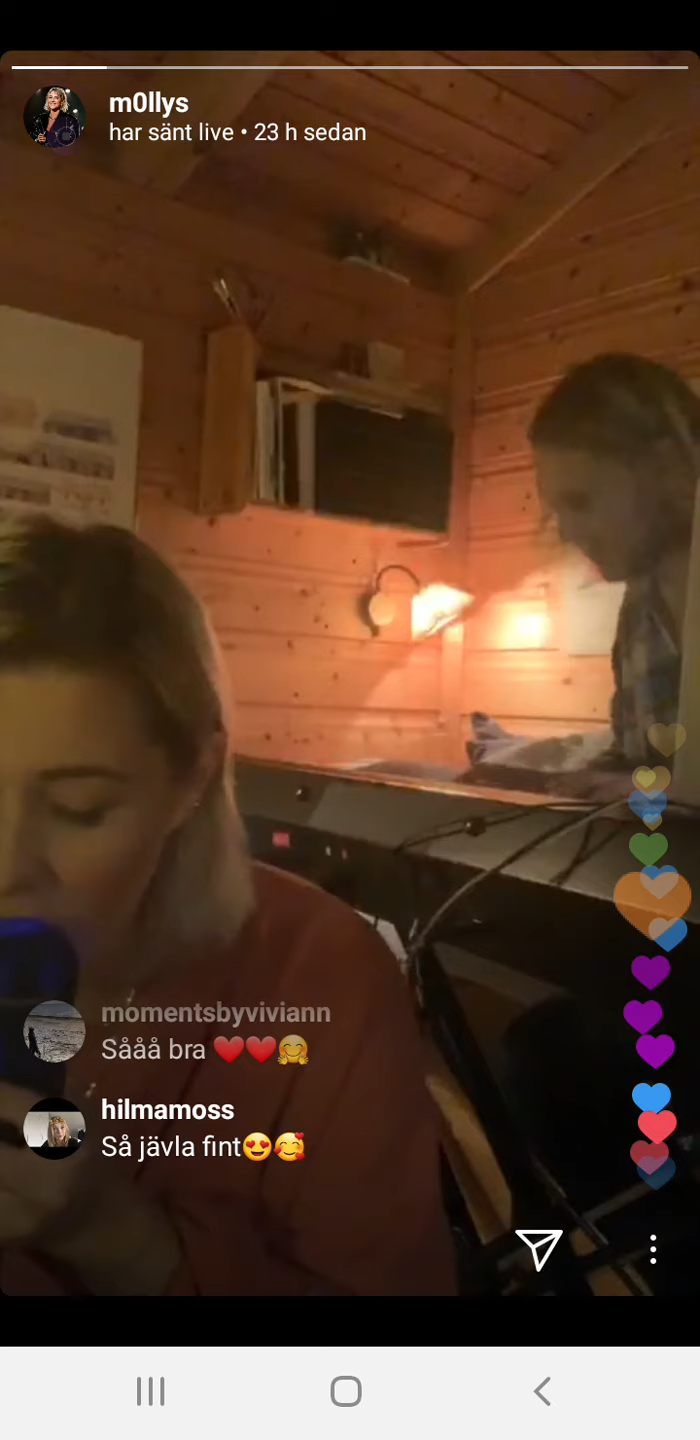 m0llys
har sänt live • 23 h sedan
momentsbyviviann
Sååå bra ❤️❤️🤗
hilmamoss
Så jävla fint😍🥰